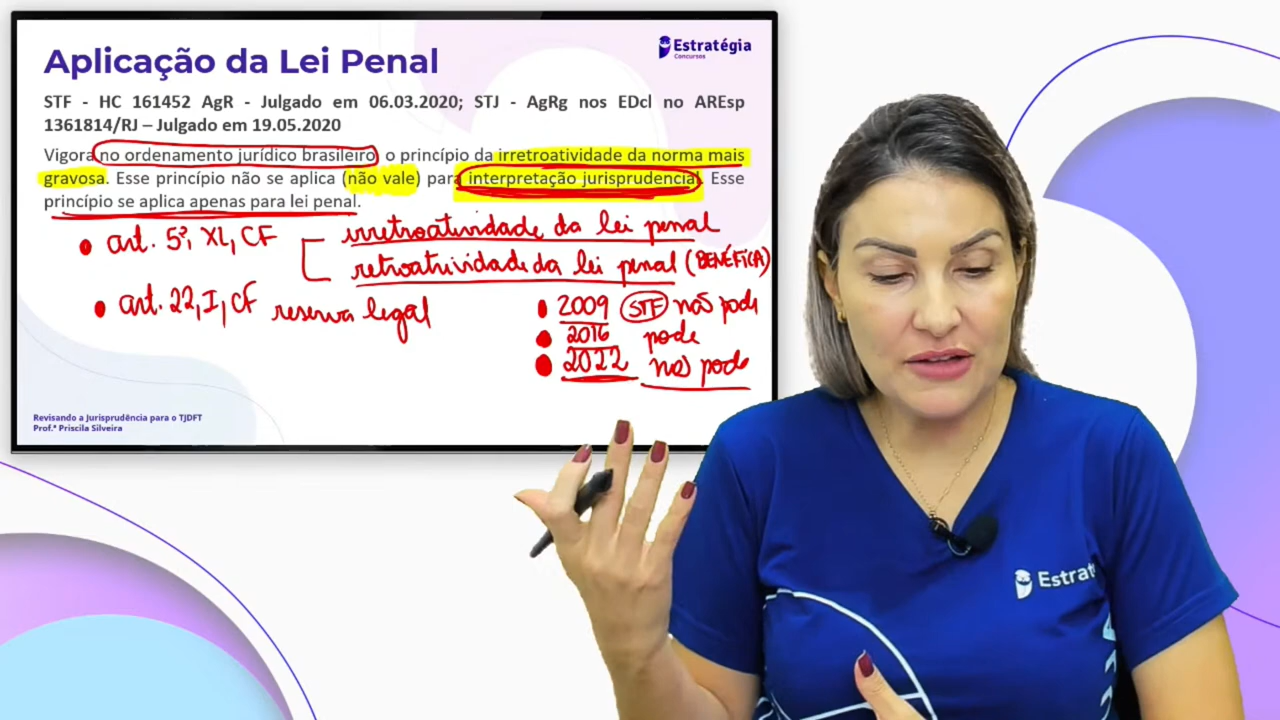 Aplicação da Lei Penal
Estratégia
Concursos
STF - HC 161452 AgR - Julgado em 06.03.2020; STJ - AgRg nos EDcl no AREsp
1361814/RJ – Julgado em 19.05.2020
Vigora no ordenamento jurídico brasileiro o princípio da irretroatividade da norma mais
gravosa. Esse princípio não se aplica (não vale) para interpretação jurisprudencial. Esse
princípio se aplica apenas para lei penal.
• art. 5º, XL, CF
irretroatividade da lei penal
retroatividade da lei penal (BENÉFICA)
• art. 22, I, CF reserva legal
• 2009 STF não pode
• 2016 pode
• 2022 não pode
Revisando a Jurisprudência para o TJDFT
Prof.ª Priscila Silveira
Estraté